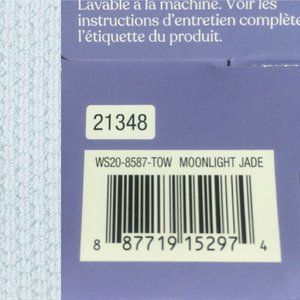 Lavable à la machine. Voir les
instructions d'entretien complète
l'étiquette du produit.
21348
WS20-8587-TOW MOONLIGHT JADE
8 87719 15297 4